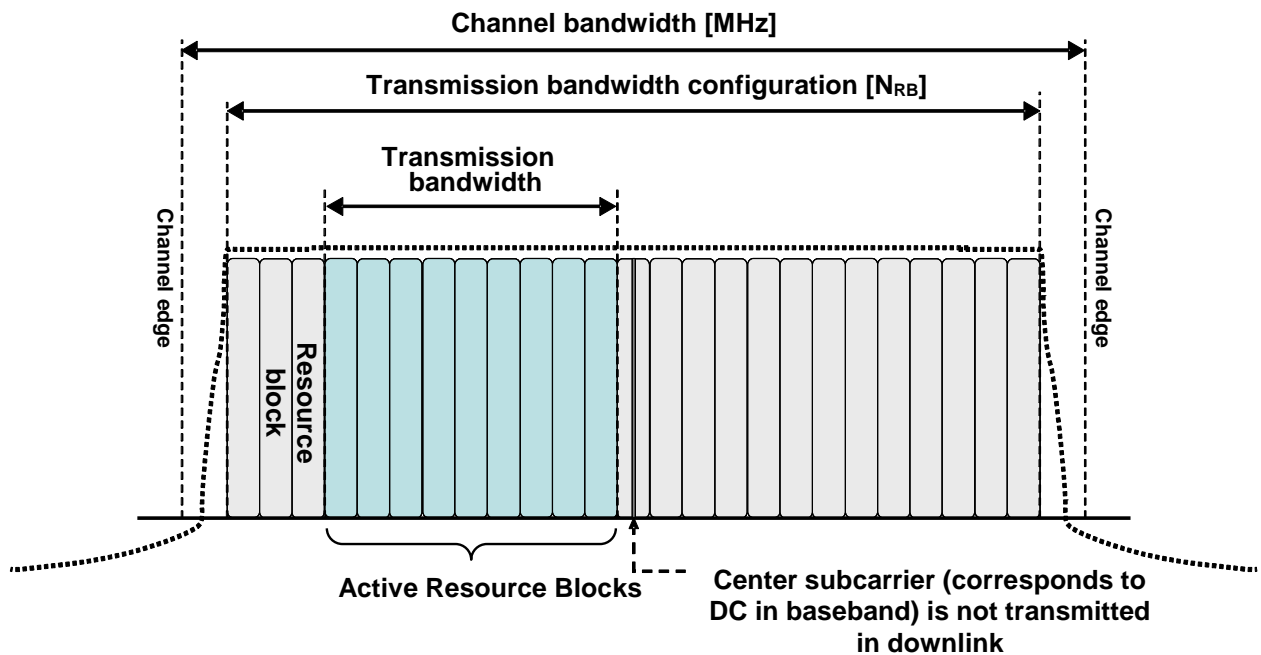 Channel bandwidth [MHz]
Transmission bandwidth configuration [NRB]
Transmission
bandwidth
Channel edge
Channel edge
Resource
block
Active Resource Blocks
Center subcarrier (corresponds to
DC in baseband) is not transmitted
in downlink